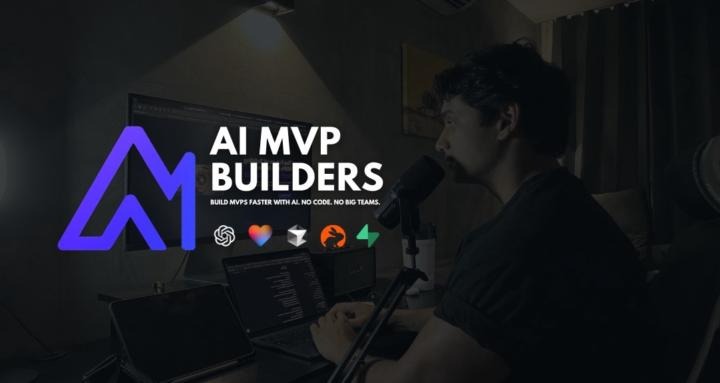 AI MVP
BUILDERS
BUILD MVPS FASTER WITH AI. NO CODE. NO BIG TEAMS.